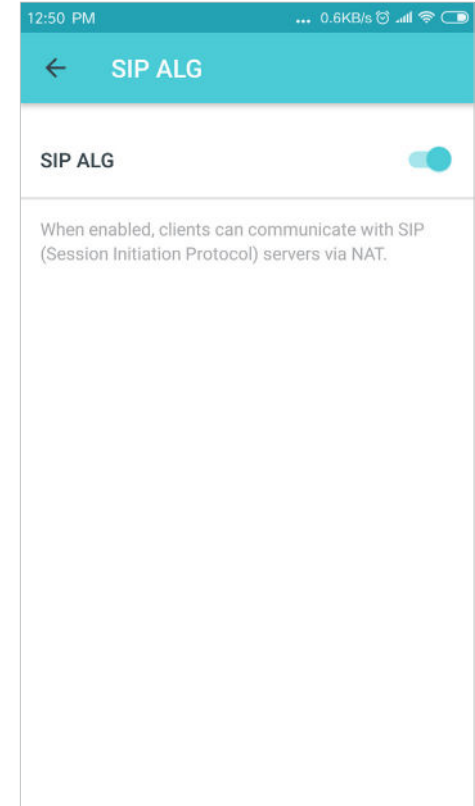 12:50 PM ... 0.6KB/s
SIP ALG
SIP ALG
When enabled, clients can communicate with SIP
(Session Initiation Protocol) servers via NAT.